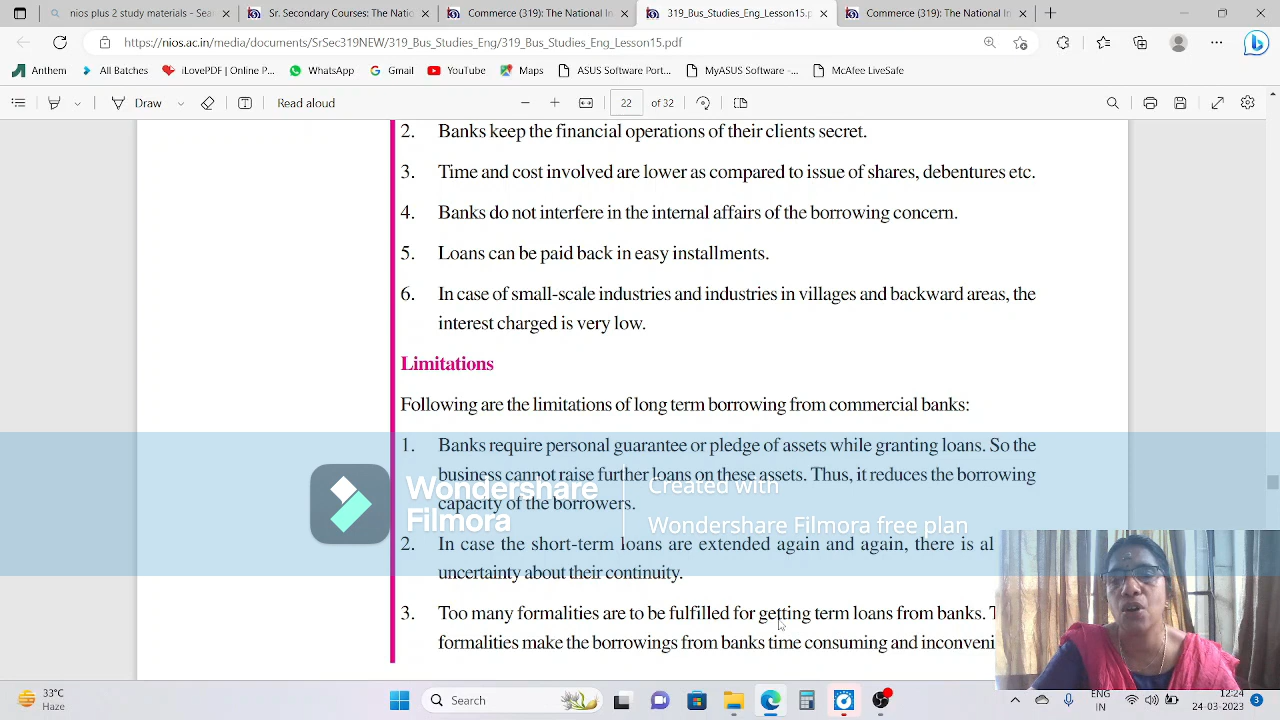 nios plus 2 study materials - Sea
Sr. Secondary Courses: The Nat
Commerce (319): The National In
319_Bus_Studies_Eng_Lesson15.p
Commerce (319): The National In
https://nios.ac.in/media/documents/SrSec319NEW/319_Bus_Studies_Eng/319_Bus_Studies_Eng_Lesson15.pdf
Anthem
All Batches
iLovePDF | Online P...
WhatsApp
Gmail
YouTube
Maps
ASUS Software Port...
MyASUS Software -...
McAfee LiveSafe
Draw
Read aloud
22 of 32
2. Banks keep the financial operations of their clients secret.
3. Time and cost involved are lower as compared to issue of shares, debentures etc.
4. Banks do not interfere in the internal affairs of the borrowing concern.
5. Loans can be paid back in easy installments.
6. In case of small-scale industries and industries in villages and backward areas, the
interest charged is very low.
Limitations
Following are the limitations of long term borrowing from commercial banks:
1. Banks require personal guarantee or pledge of assets while granting loans. So the
business cannot raise further loans on these assets. Thus, it reduces the borrowing
capacity of the borrowers.
Wondershare
Filmora
Created with
Wondershare Filmora free plan
2. In case the short-term loans are extended again and again, there is al
uncertainty about their continuity.
3. Too many formalities are to be fulfilled for getting term loans from banks. T
formalities make the borrowings from banks time consuming and inconveni
33°C
Haze
Search
ENG
IN
12:24
24-03-2023
3